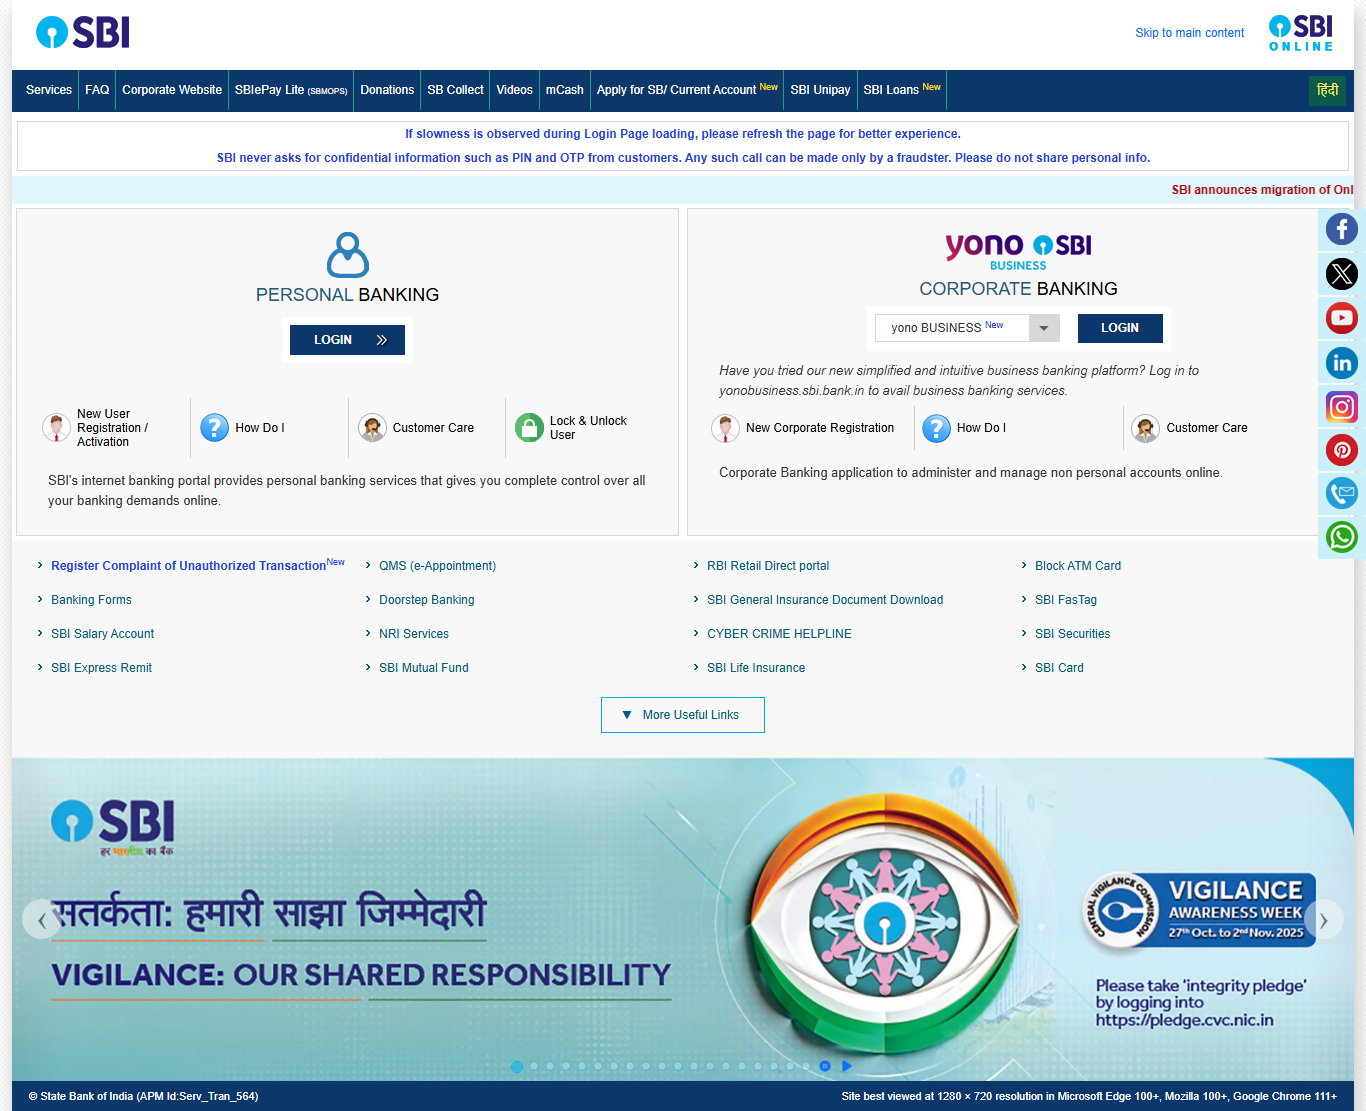 SBI
Skip to main content
SBI
ONLINE
Services FAQ Corporate Website SBIePay Lite (SBMOPS) Donations SB Collect Videos mCash Apply for SB/ Current Account New SBI Unipay SBI Loans New हिंदी
If slowness is observed during Login Page loading, please refresh the page for better experience.
SBI never asks for confidential information such as PIN and OTP from customers. Any such call can be made only by a fraudster. Please do not share personal info.
SBI announces migration of Onl
PERSONAL BANKING
LOGIN
New User
Registration /
Activation
How Do I
Customer Care
Lock & Unlock
User
SBI's internet banking portal provides personal banking services that gives you complete control over all
your banking demands online.
yono SBI
BUSINESS
CORPORATE BANKING
yono BUSINESS New
LOGIN
Have you tried our new simplified and intuitive business banking platform? Log in to
yonobusiness.sbi.bank.in to avail business banking services.
New Corporate Registration
How Do I
Customer Care
Corporate Banking application to administer and manage non personal accounts online.
Register Complaint of Unauthorized Transaction New
QMS (e-Appointment)
RBI Retail Direct portal
Block ATM Card
Banking Forms
Doorstep Banking
SBI General Insurance Document Download
SBI FasTag
SBI Salary Account
NRI Services
CYBER CRIME HELPLINE
SBI Securities
SBI Express Remit
SBI Mutual Fund
SBI Life Insurance
SBI Card
More Useful Links
SBI
हर भारतीय का बैंक
सतर्कता: हमारी साझा जिम्मेदारी
VIGILANCE: OUR SHARED RESPONSIBILITY
CENTRAL VIGILANCE COMMISSION
VIGILANCE
AWARENESS WEEK
27th Oct. to 2nd Nov. 2025
Please take 'integrity pledge'
by logging into
https://pledge.cvc.nic.in
© State Bank of India (APM Id:Serv_Tran_564)
Site best viewed at 1280 × 720 resolution in Microsoft Edge 100+, Mozilla 100+, Google Chrome 111+